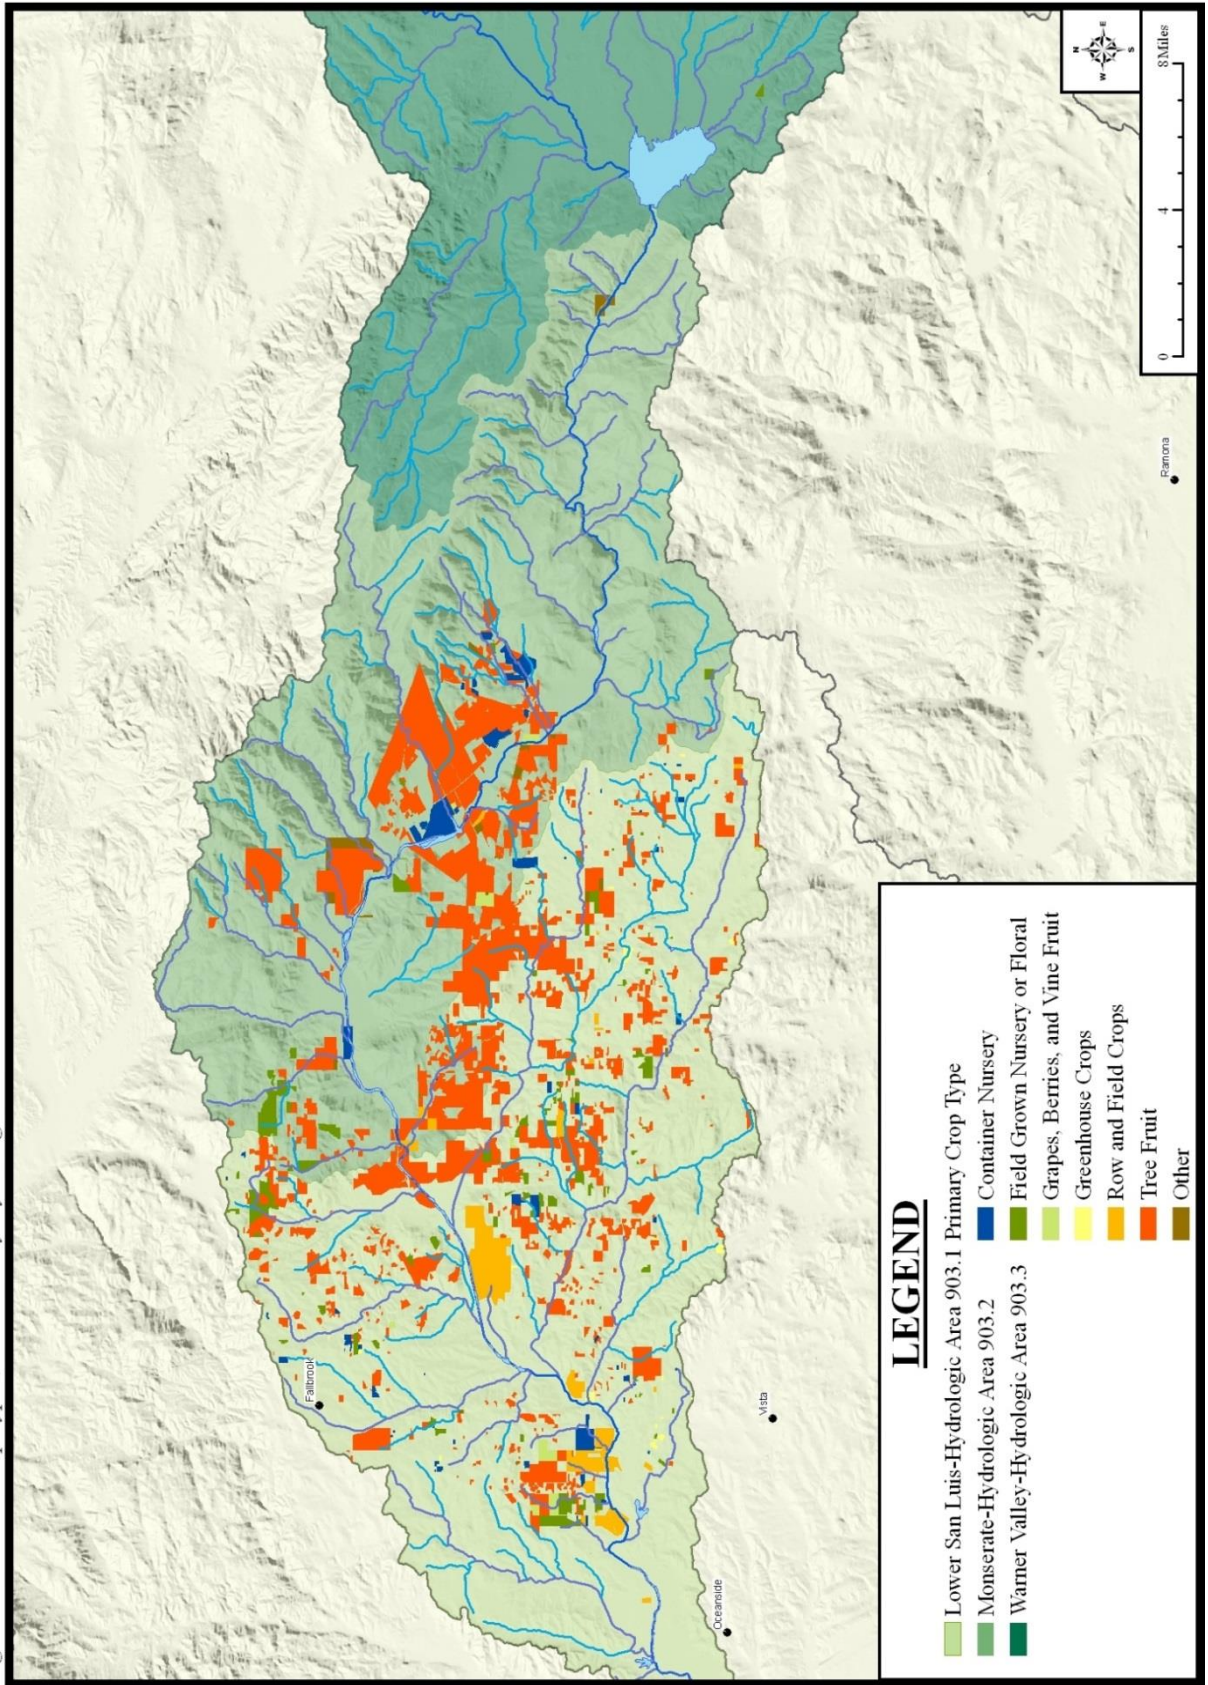 N
W E
S
0 4 8 Miles
Ramona
Fallbrook
Vista
Oceanside
LEGEND
Lower San Luis-Hydrologic Area 903.1
Monserate-Hydrologic Area 903.2
Warner Valley-Hydrologic Area 903.3
Primary Crop Type
Container Nursery
Field Grown Nursery or Floral
Grapes, Berries, and Vine Fruit
Greenhouse Crops
Row and Field Crops
Tree Fruit
Other